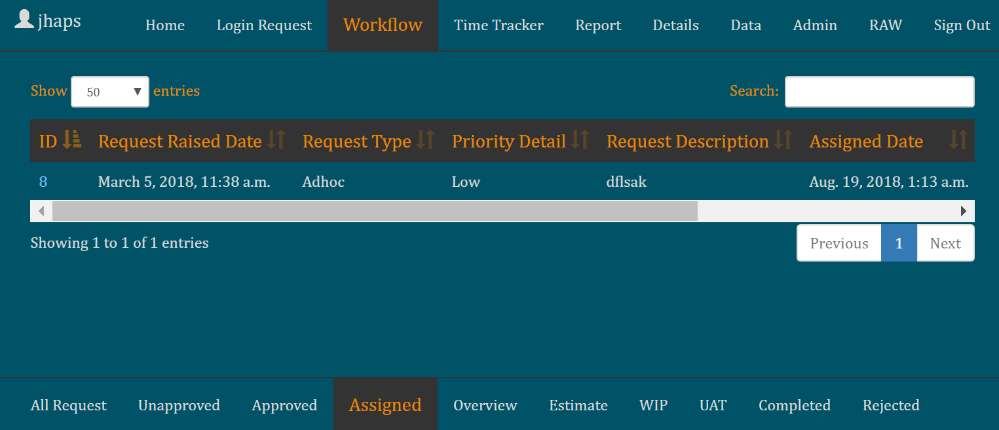 jhaps Home Login Request Workflow Time Tracker Report Details Data Admin RAW Sign Out
Show 50 entries Search:
ID Request Raised Date Request Type Priority Detail Request Description Assigned Date
8 March 5, 2018, 11:38 a.m. Adhoc Low dflsak Aug. 19, 2018, 1:13 a.m.
Showing 1 to 1 of 1 entries Previous 1 Next
All Request Unapproved Approved Assigned Overview Estimate WIP UAT Completed Rejected